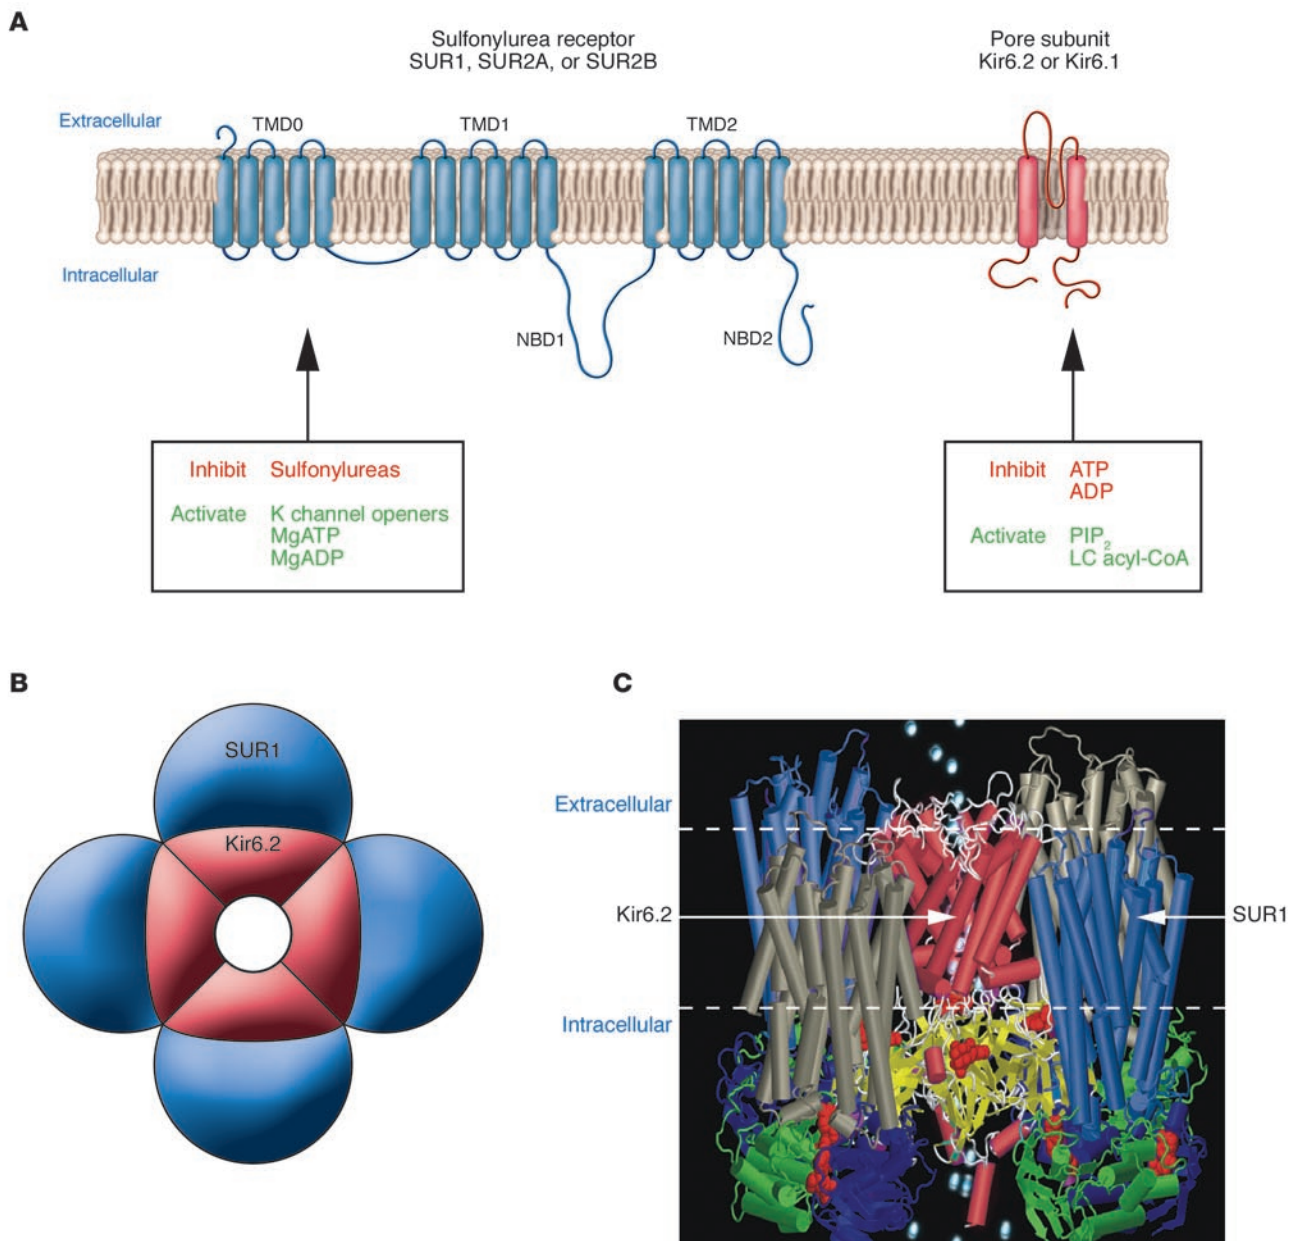 A
Sulfonylurea receptor
SUR1, SUR2A, or SUR2B
Pore subunit
Kir6.2 or Kir6.1
Extracellular
TMD0
TMD1
TMD2
Intracellular
NBD1
NBD2
Inhibit Sulfonylureas
Activate K channel openers
MgATP
MgADP
Inhibit ATP
ADP
Activate PIP₂
LC acyl-CoA
B
SUR1
Kir6.2
C
Extracellular
Kir6.2
SUR1
Intracellular